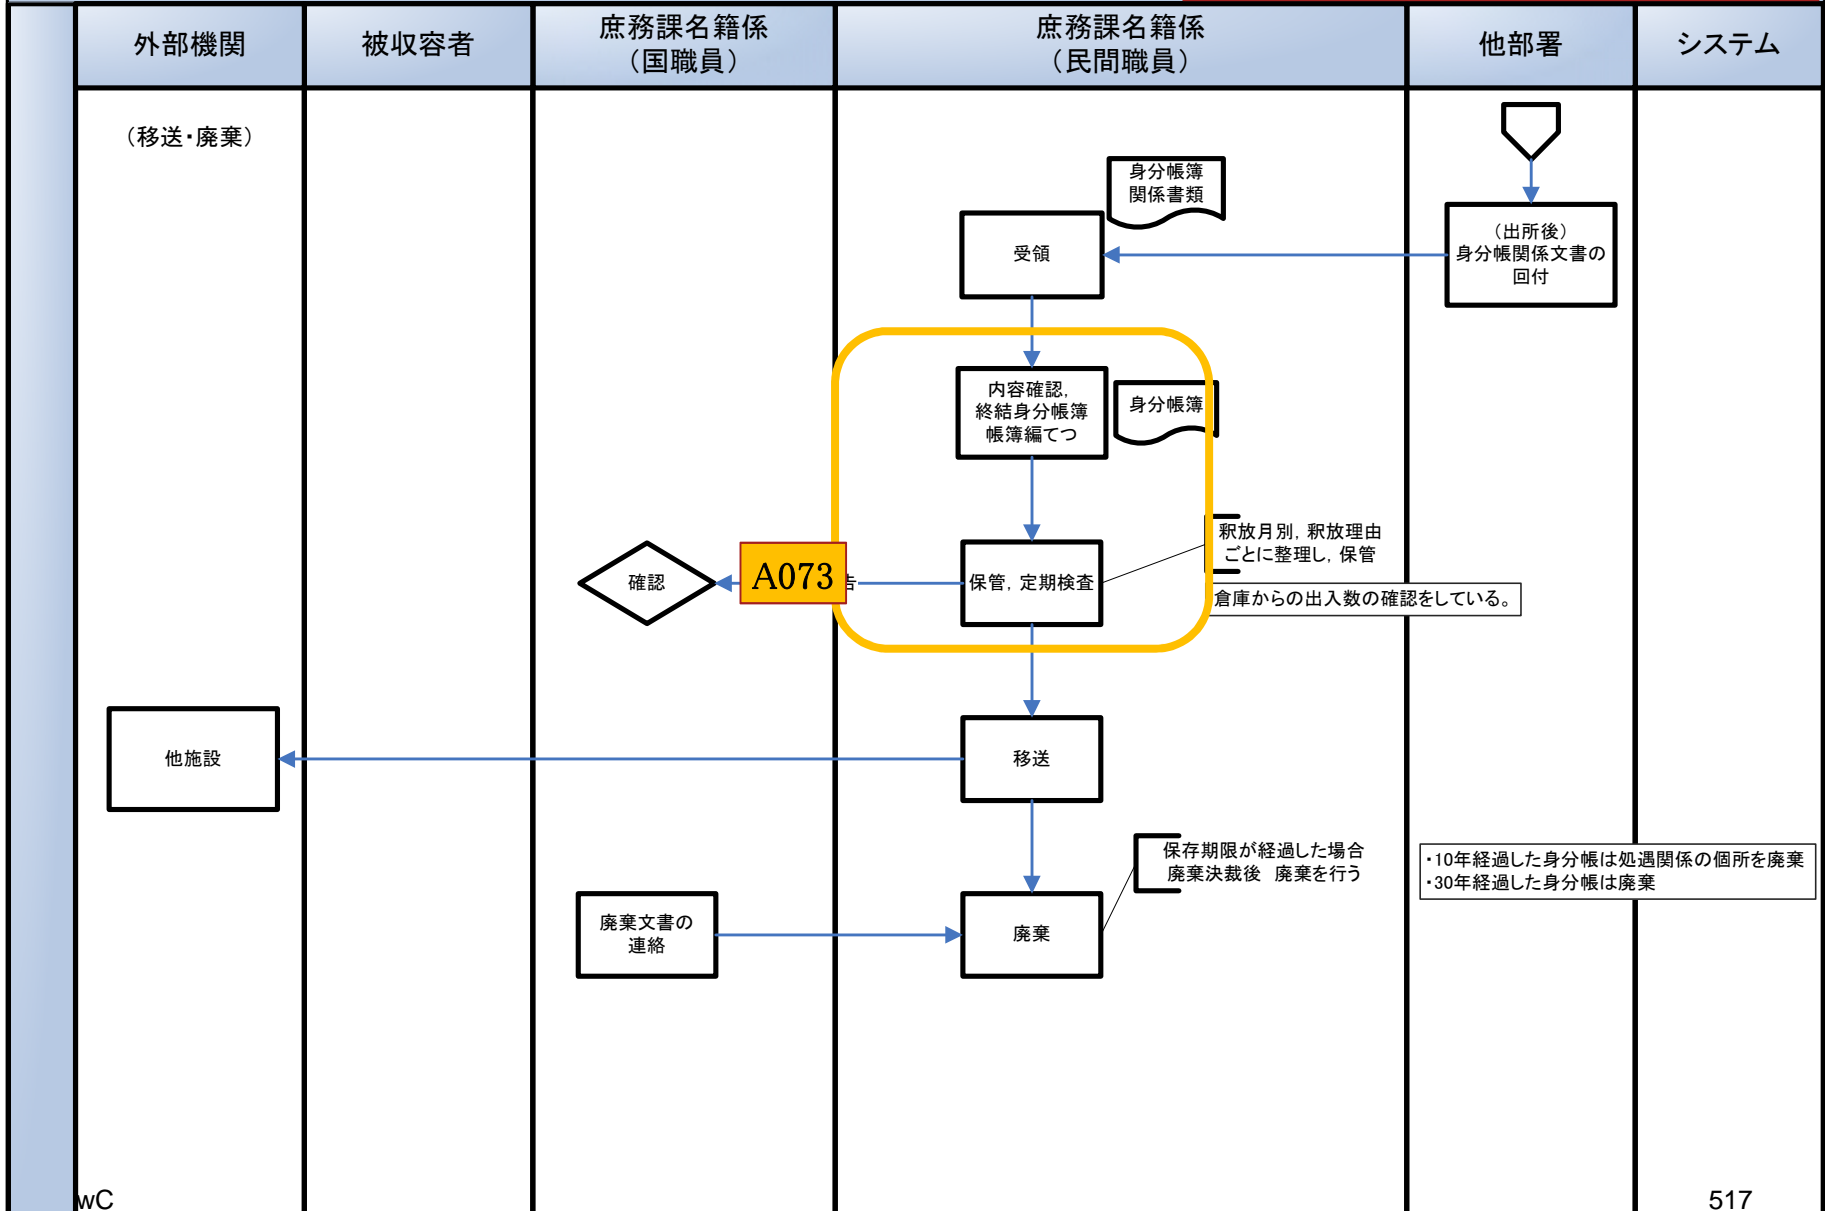 外部機関
被収容者
庶務課名籍係
（国職員）
庶務課名籍係
（民間職員）
他部署
システム
（移送・廃棄）
身分帳簿
関係書類
受領
（出所後）
身分帳関係文書の
回付
内容確認，
終結身分帳簿
帳簿編てつ
身分帳簿
釈放月別，釈放理由
ごとに整理し，保管
確認
A073
告
保管，定期検査
倉庫からの出入数の確認をしている。
他施設
移送
保存期限が経過した場合
廃棄決裁後　廃棄を行う
・10年経過した身分帳は処遇関係の個所を廃棄
・30年経過した身分帳は廃棄
廃棄文書の
連絡
廃棄
wC
517